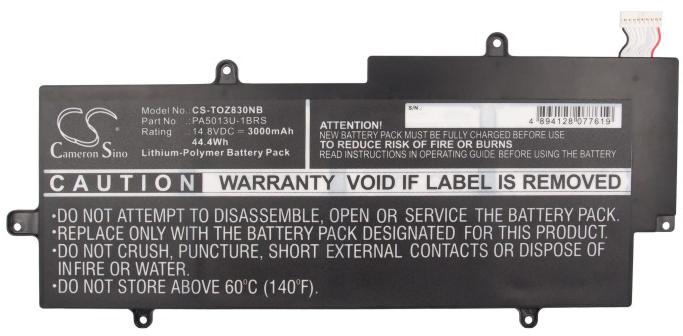 CS
Cameron Sino
Model No. : CS-TOZ830NB
Part No. : PA5013U-1BRS
Rating : 14.8VDC ⎓ 3000mAh
44.4Wh
Lithium-Polymer Battery Pack
ATTENTION!
NEW BATTERY PACK MUST BE FULLY CHARGED BEFORE USE
TO REDUCE RISK OF FIRE OR BURNS
READ INSTRUCTIONS IN OPERATING GUIDE BEFORE USING BATTERY
S/N:
4 894128 077619
CAUTION WARRANTY VOID IF LABEL IS REMOVED
•DO NOT ATTEMPT TO DISASSEMBLE, OPEN OR SERVICE THE BATTERY PACK.
•REPLACE ONLY WITH THE BATTERY PACK DESIGNATED FOR THIS PRODUCT.
•DO NOT CRUSH, PUNCTURE, SHORT EXTERNAL CONTACTS OR DISPOSE OF
INFIRE OR WATER.
•DO NOT STORE ABOVE 60°C (140°F).